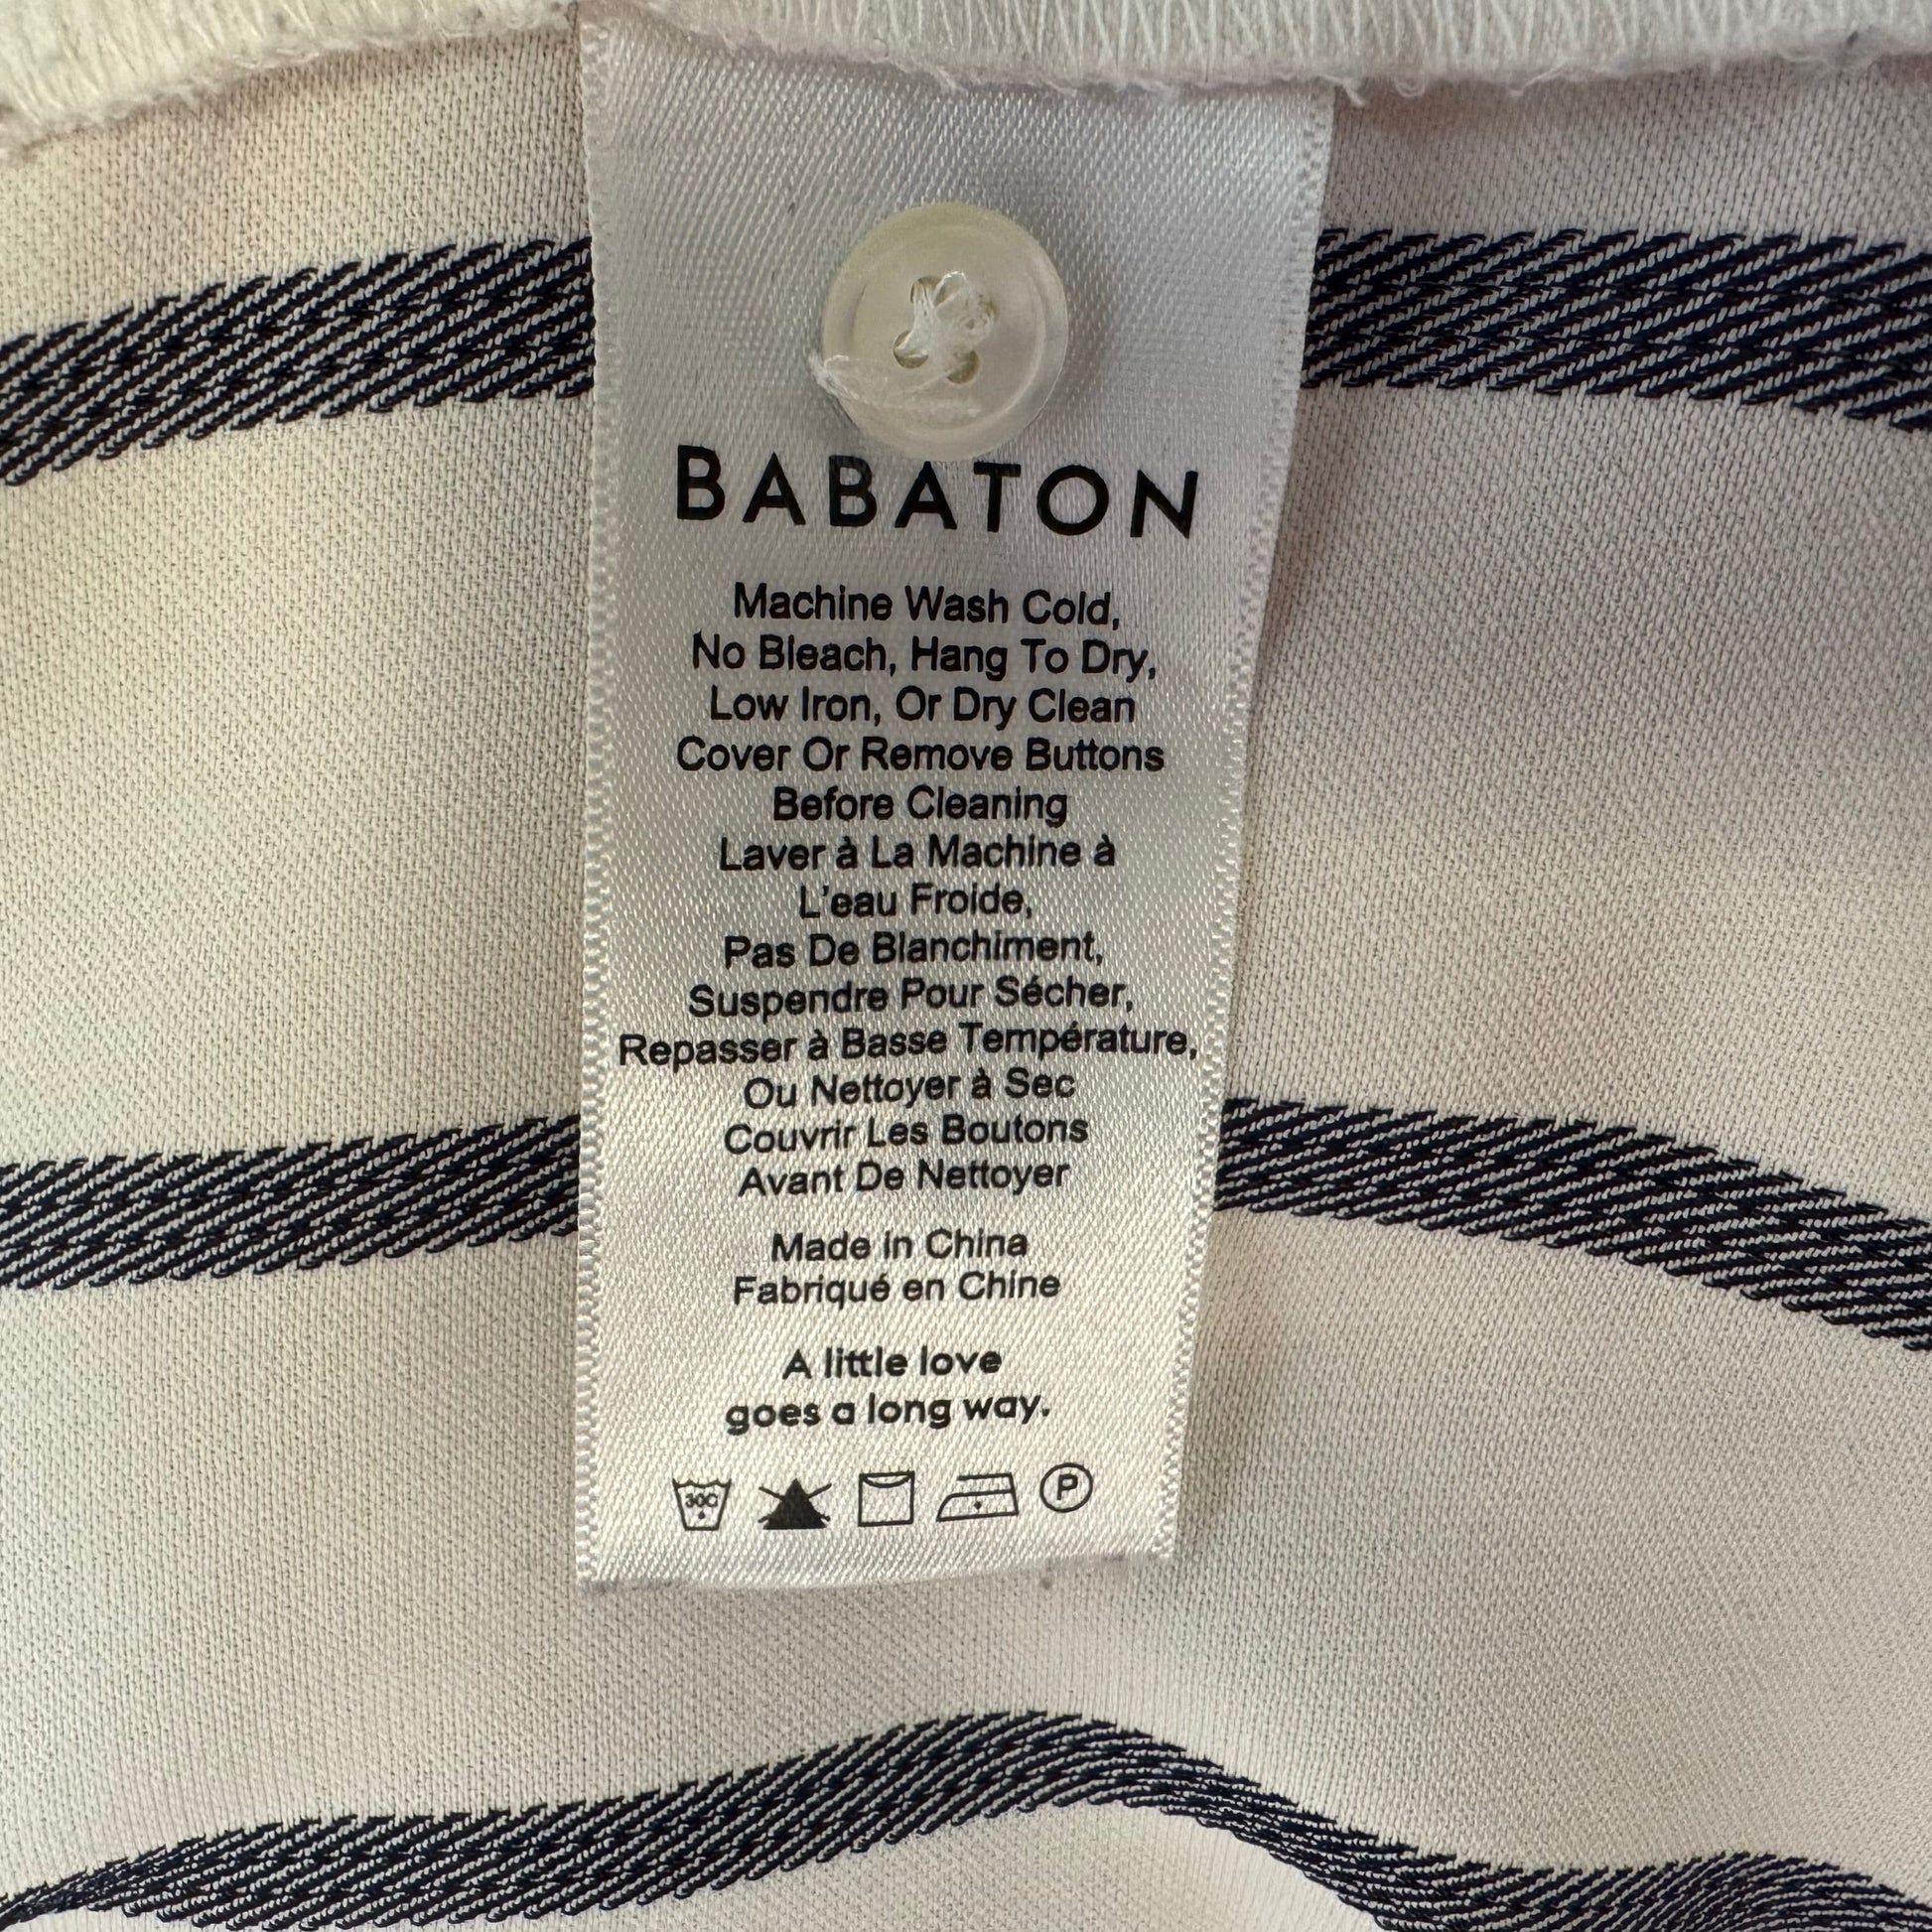 BABATON
Machine Wash Cold,
No Bleach, Hang To Dry,
Low Iron, Or Dry Clean
Cover Or Remove Buttons
Before Cleaning
Laver à La Machine à
L'eau Froide,
Pas De Blanchiment,
Suspendre Pour Sécher,
Repasser à Basse Température,
Ou Nettoyer à Sec
Couvrir Les Boutons
Avant De Nettoyer
Made in China
Fabriqué en Chine
A little love
goes a long way.
30C P